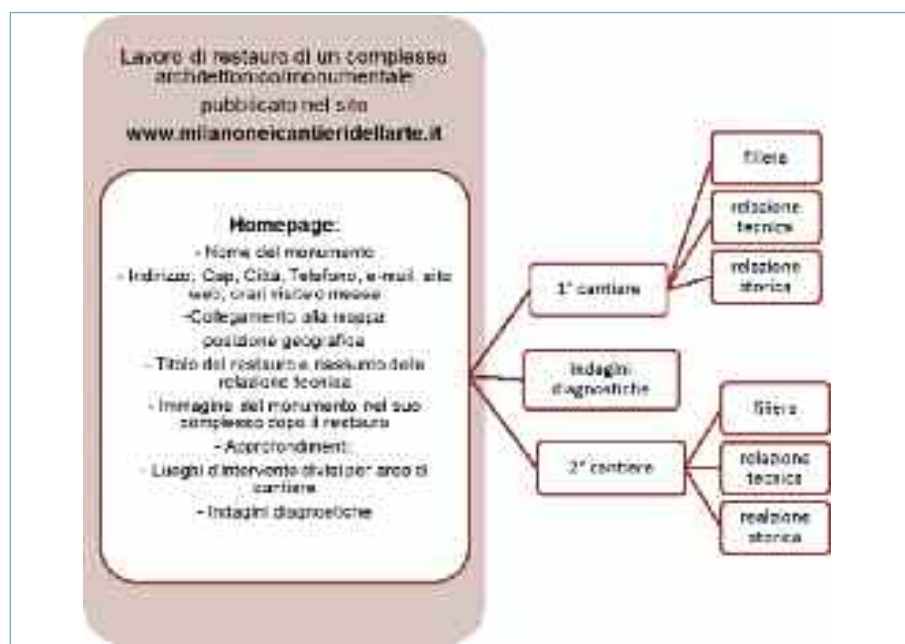 Lavoro di restauro di un complesso
architettonico/monumentale
pubblicato nel sito
www.milanoneicantieridellarte.it
Homepage:
- Nome del monumento
- Indirizzo, Cap, Città, Telefono, e-mail, sito
web, orari visite o messe
-Collegamento alla mappa
posizione geografica
- Titolo del restauro e riassunto della
relazione tecnica
- Immagine del monumento nel suo
complesso dopo il restauro
- Approfondimenti:
- Luoghi d'intervento divisi per area di
cantiere
- Indagini diagnostiche
1° cantiere
filiera
relazione
tecnica
relazione
storica
Indagini
diagnostiche
2° cantiere
filiera
relazione
tecnica
realzione
storica